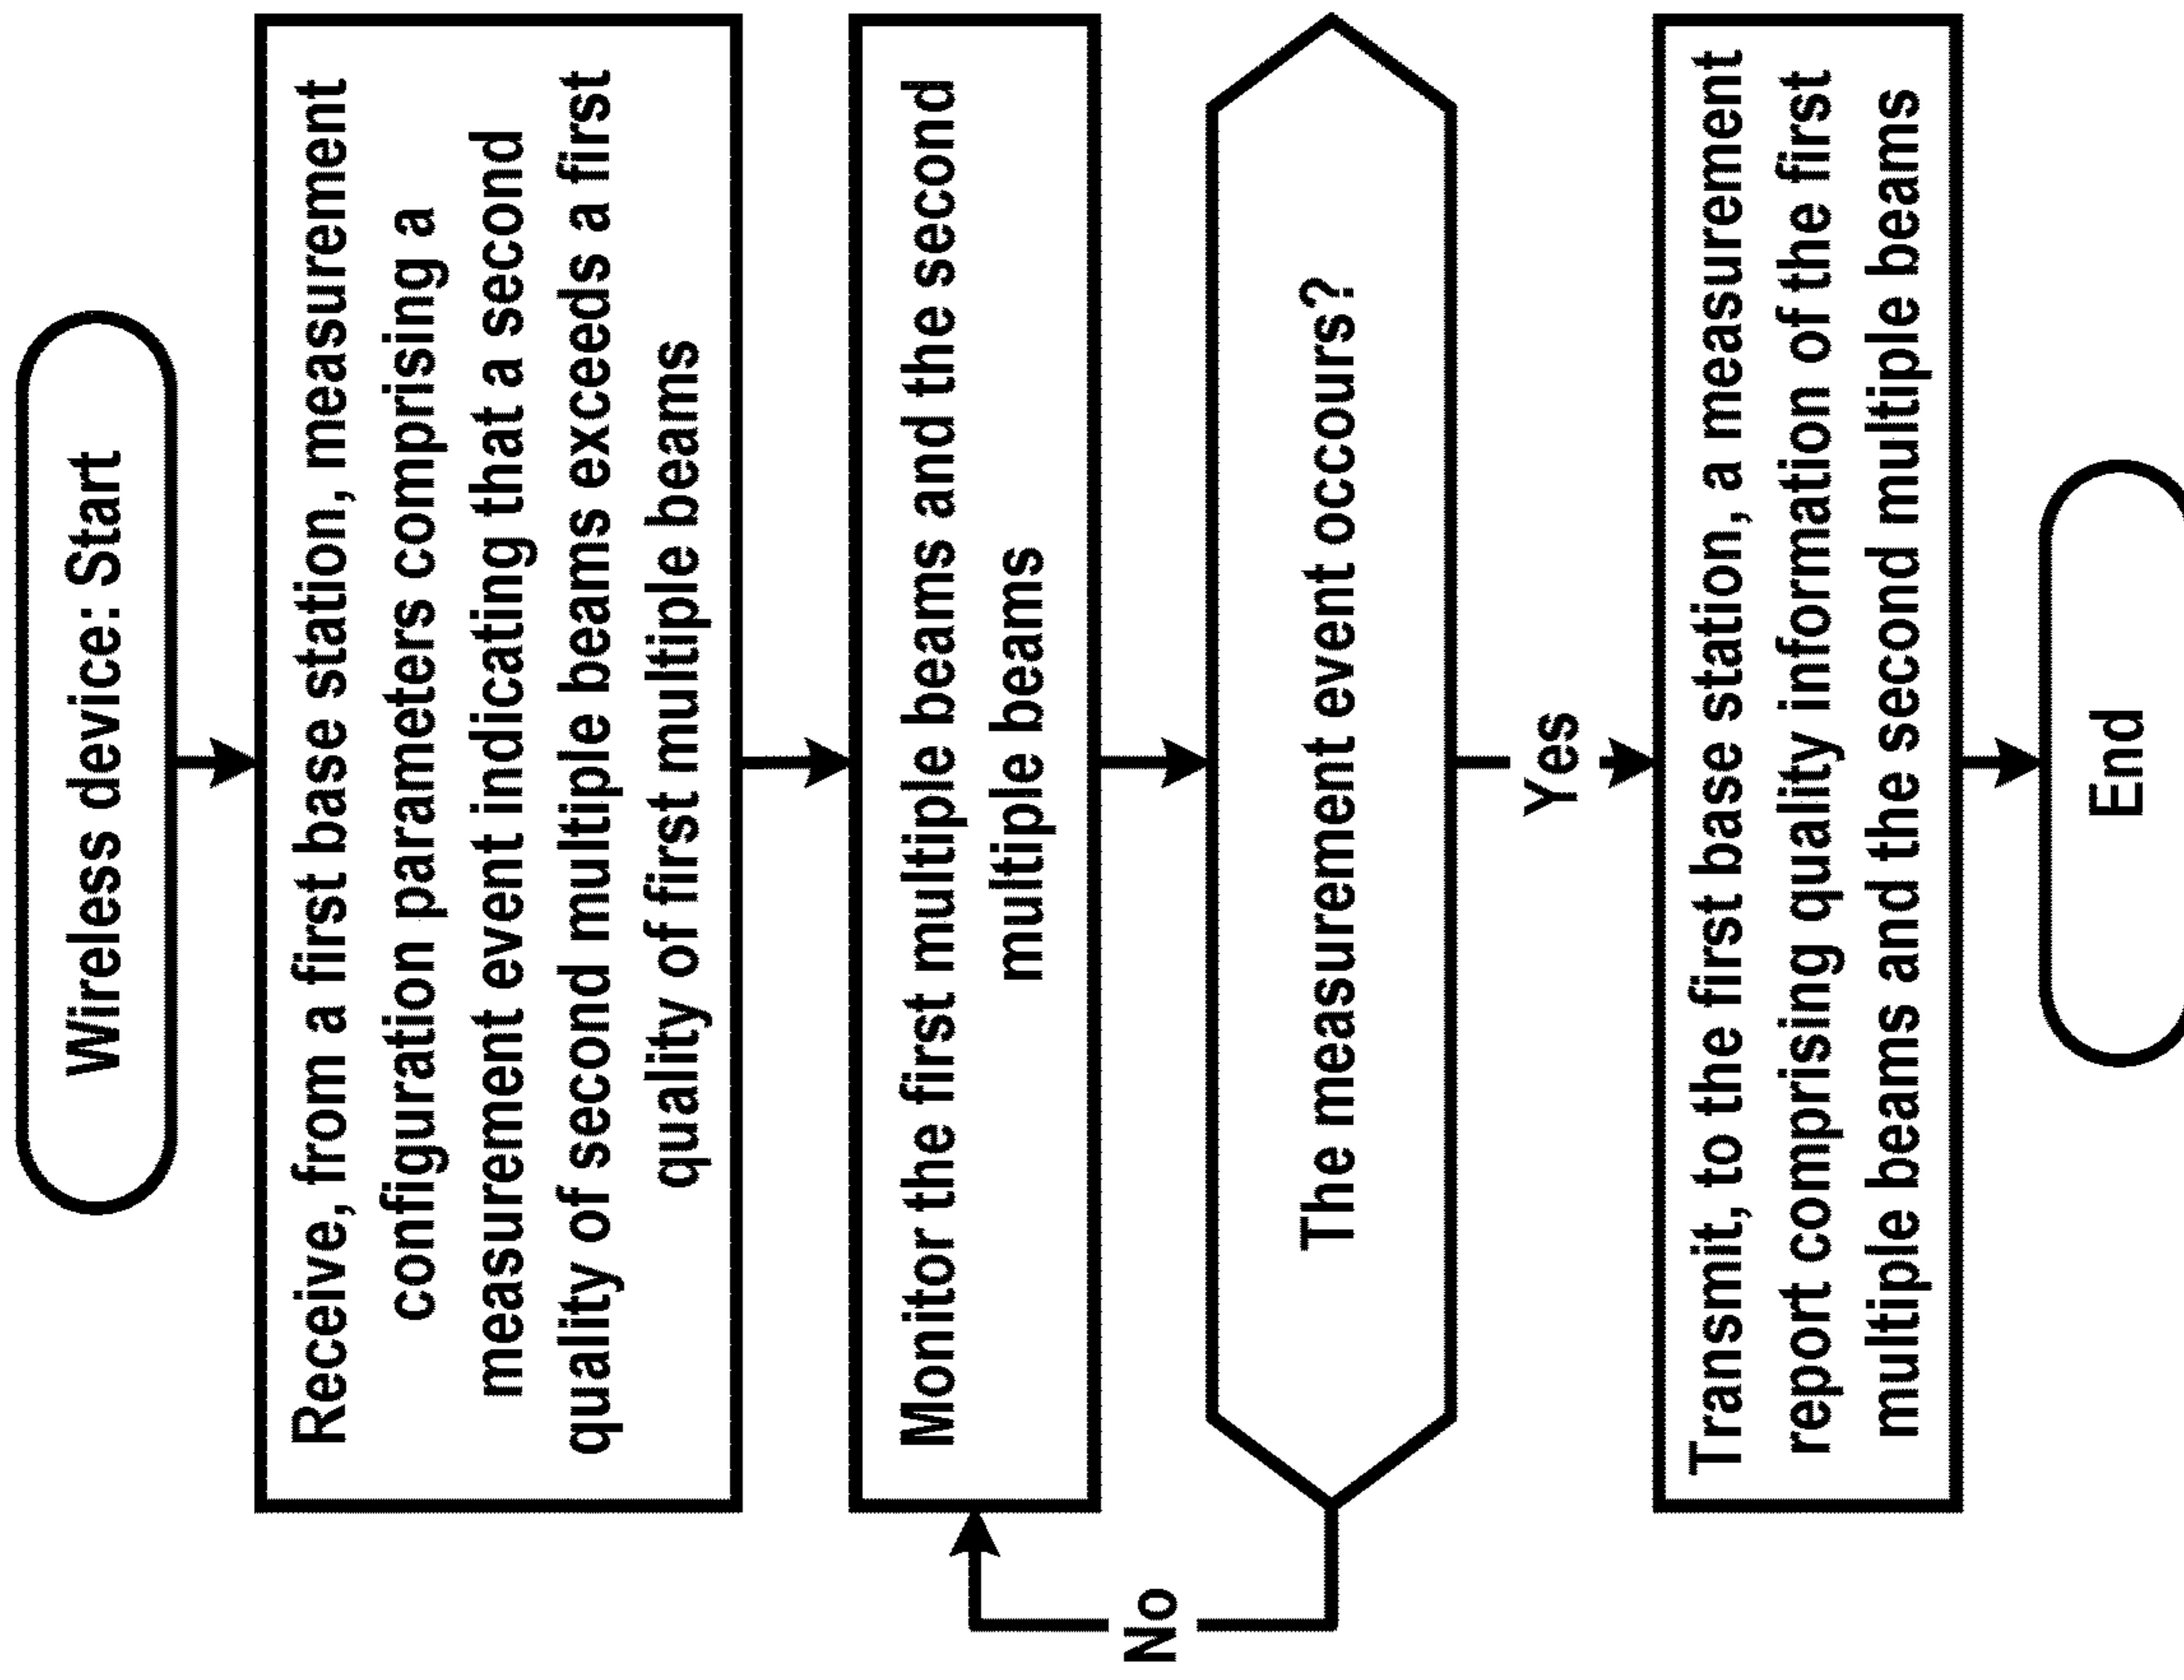 Wireless device: Start
Receive, from a first base station, measurement
configuration parameters comprising a
measurement event indicating that a second
quality of second multiple beams exceeds a first
quality of first multiple beams
Monitor the first multiple beams and the second
multiple beams
The measurement event occours?
No
Yes
Transmit, to the first base station, a measurement
report comprising quality information of the first
multiple beams and the second multiple beams
End